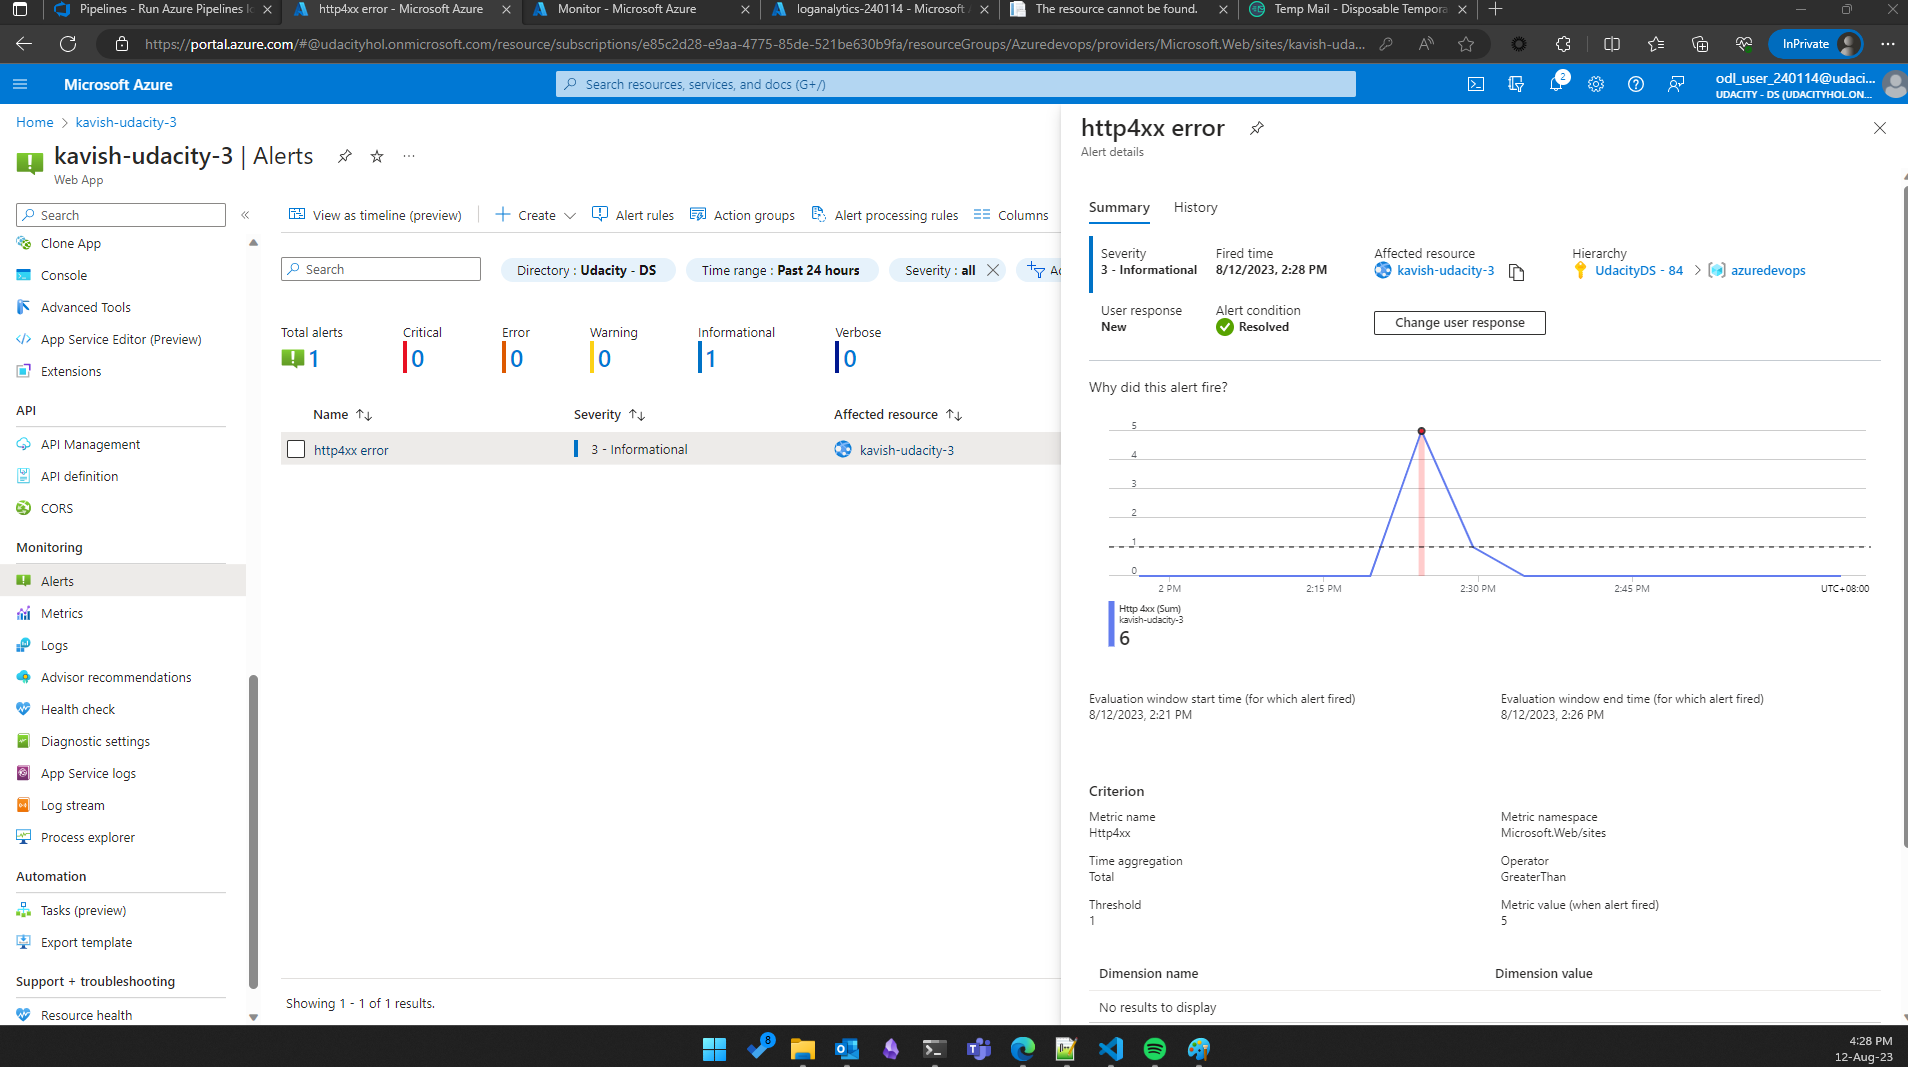 Pipelines - Run Azure Pipelines
http4xx error - Microsoft Azure
Monitor - Microsoft Azure
loganalytics-240114 - Microsoft
The resource cannot be found.
Temp Mail - Disposable Tempora
https://portal.azure.com/#@udacityhol.onmicrosoft.com/resource/subscriptions/e85c2d28-e9aa-4775-85de-521be630b9fa/resourceGroups/Azuredevops/providers/Microsoft.Web/sites/kavish-uda...
InPrivate
Microsoft Azure
Search resources, services, and docs (G+/)
2
odl_user_240114@udaci...
UDACITY - DS (UDACITYHOL.ON...
Home > kavish-udacity-3
kavish-udacity-3 | Alerts
Web App
Search
Clone App
Console
Advanced Tools
App Service Editor (Preview)
Extensions
API
API Management
API definition
CORS
Monitoring
Alerts
Metrics
Logs
Advisor recommendations
Health check
Diagnostic settings
App Service logs
Log stream
Process explorer
Automation
Tasks (preview)
Export template
Support + troubleshooting
Resource health
View as timeline (preview)
Create
Alert rules
Action groups
Alert processing rules
Columns
Search
Directory : Udacity - DS
Time range : Past 24 hours
Severity : all
Total alerts
1
Critical
0
Error
0
Warning
0
Informational
1
Verbose
0
Name
Severity
Affected resource
http4xx error
3 - Informational
kavish-udacity-3
Showing 1 - 1 of 1 results.
http4xx error
Alert details
Summary
History
Severity
3 - Informational
Fired time
8/12/2023, 2:28 PM
Affected resource
kavish-udacity-3
Hierarchy
UdacityDS - 84 > azuredevops
User response
New
Alert condition
Resolved
Change user response
Why did this alert fire?
5
4
3
2
1
0
2 PM
2:15 PM
2:30 PM
2:45 PM
UTC+08:00
Http 4xx (Sum)
kavish-udacity-3
6
Evaluation window start time (for which alert fired)
8/12/2023, 2:21 PM
Evaluation window end time (for which alert fired)
8/12/2023, 2:26 PM
Criterion
Metric name
Http4xx
Metric namespace
Microsoft.Web/sites
Time aggregation
Total
Operator
GreaterThan
Threshold
1
Metric value (when alert fired)
5
Dimension name
Dimension value
No results to display
8
4:28 PM
12-Aug-23